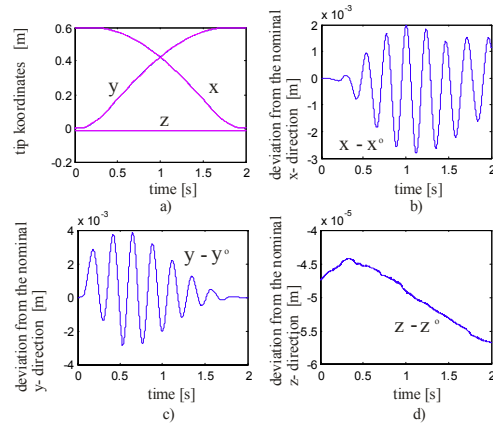 tip koordinates
[m]
0.6
0.4
0.2
0
-0.2
y
x
z
0
0.5
1
1.5
2
time [s]
a)
deviation from the nominal
x- direction [m]
x 10⁻³
2
1
0
-1
-2
-3
x - x°
0
0.5
1
1.5
2
time [s]
b)
deviation from the nominal
y- direction [m]
x 10⁻³
4
2
0
-2
-4
y - y°
0
0.5
1
1.5
2
time [s]
c)
deviation from the nominal
z- direction [m]
x 10⁻⁵
-4
-4.5
-5
-5.5
-6
z - z°
0
0.5
1
1.5
2
time [s]
d)